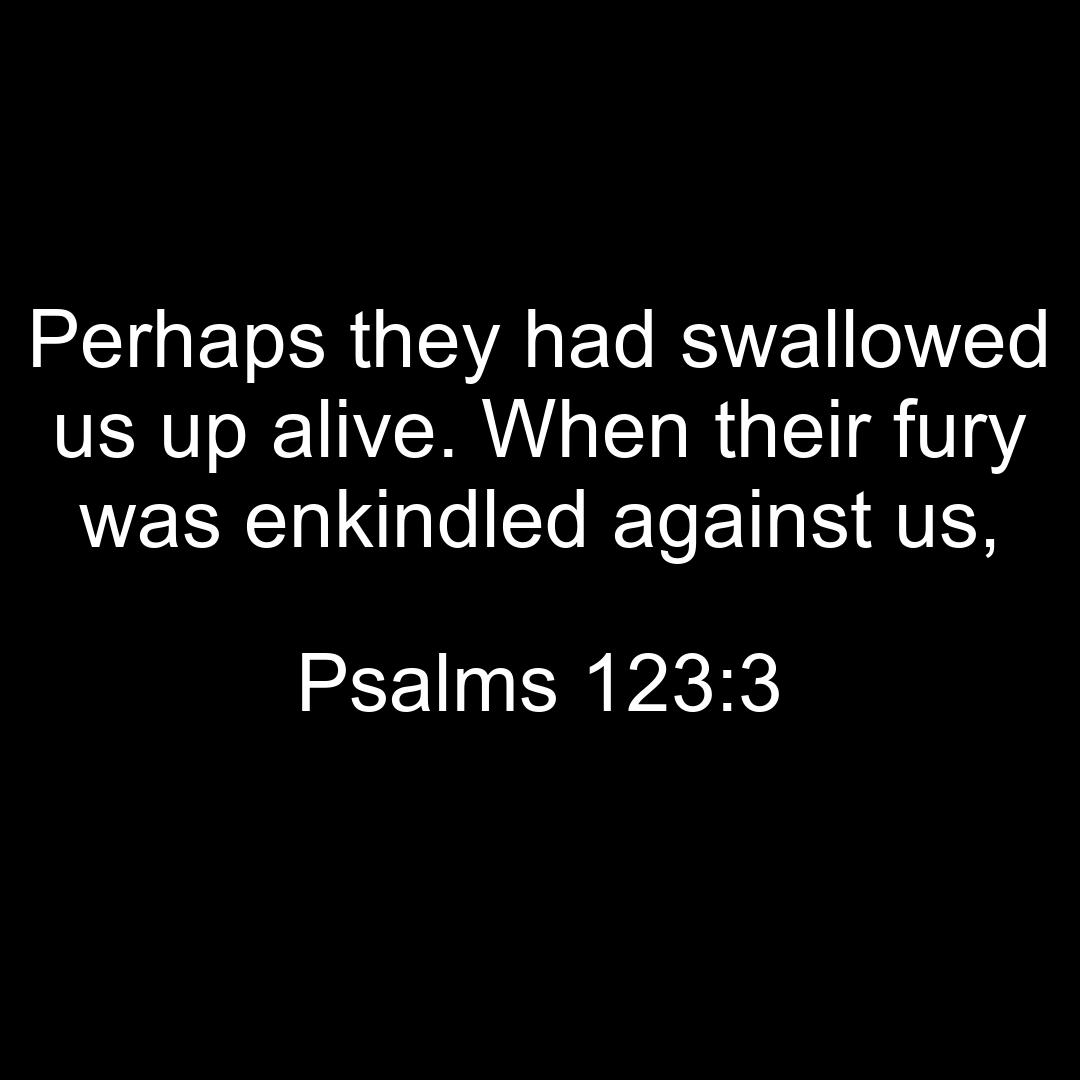 Perhaps they had swallowed
us up alive. When their fury
was enkindled against us,
Psalms 123:3